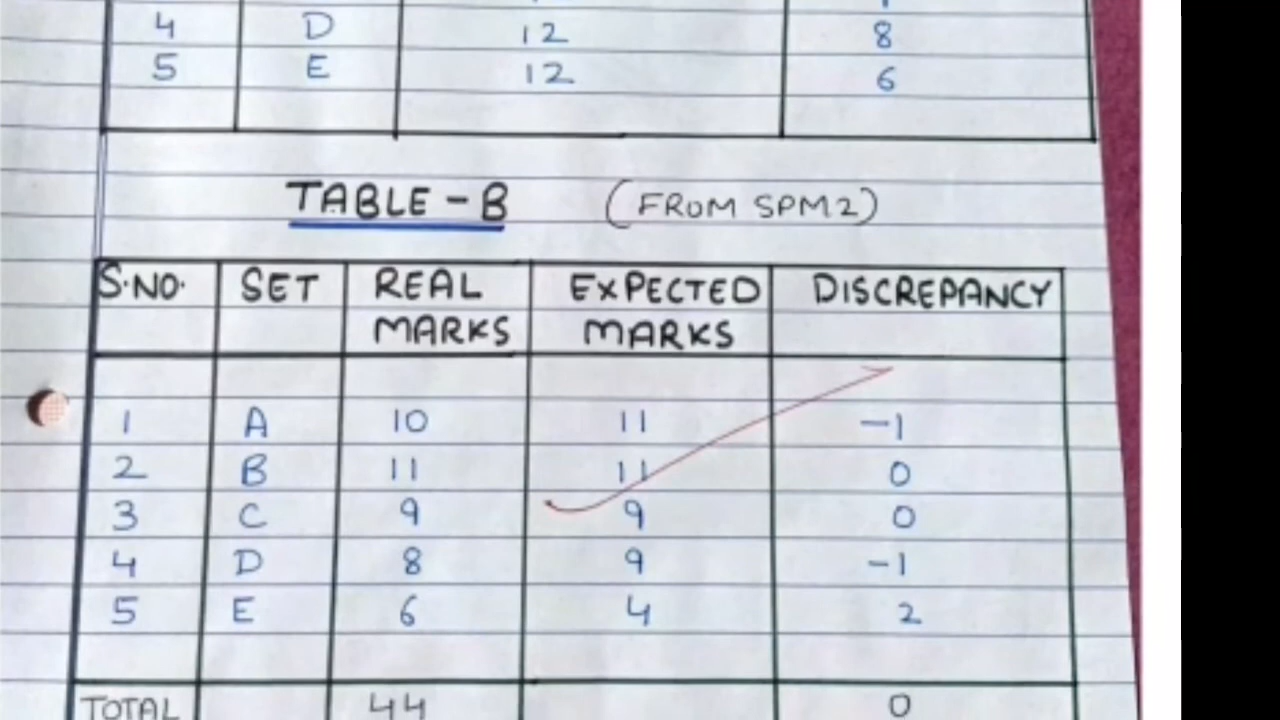 4 D 12 8
5 E 12 6
TABLE-B (FROM SPM2)
S.NO. SET REAL MARKS EXPECTED MARKS DISCREPANCY
1 A 10 11 -1
2 B 11 11 0
3 C 9 9 0
4 D 8 9 -1
5 E 6 4 2
TOTAL 44 0